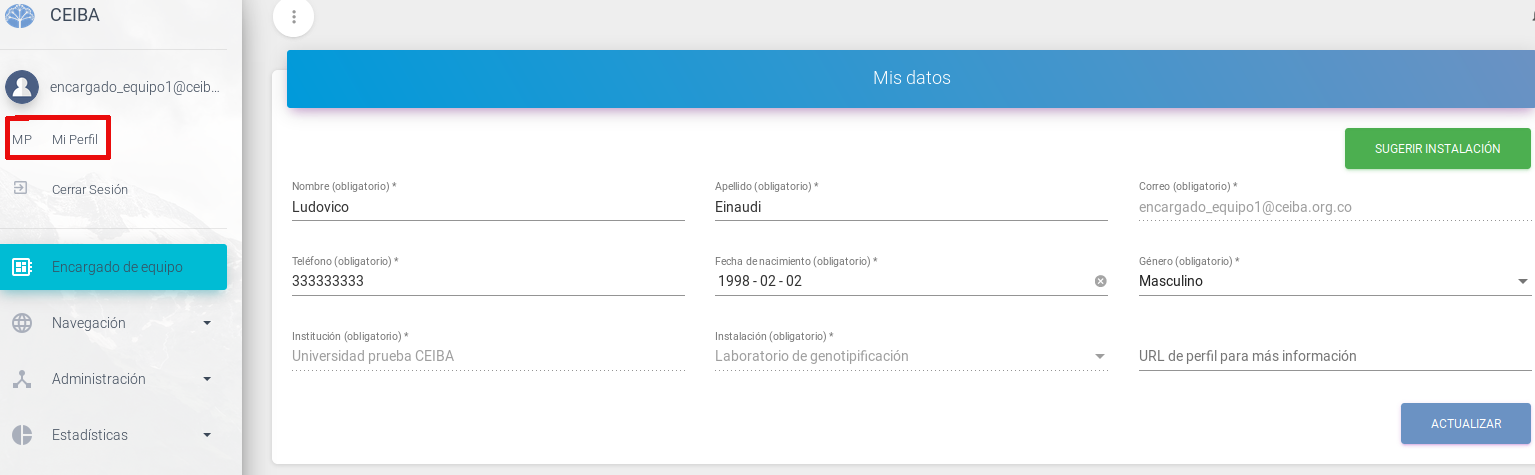 CEIBA
encargado_equipo1@ceib...
MP Mi Perfil
Cerrar Sesión
Encargado de equipo
Navegación
Administración
Estadísticas
Mis datos
SUGERIR INSTALACIÓN
Nombre (obligatorio) *
Ludovico
Apellido (obligatorio) *
Einaudi
Correo (obligatorio) *
encargado_equipo1@ceiba.org.co
Teléfono (obligatorio) *
333333333
Fecha de nacimiento (obligatorio) *
1998 - 02 - 02
Género (obligatorio) *
Masculino
Institución (obligatorio) *
Universidad prueba CEIBA
Instalación (obligatorio) *
Laboratorio de genotipificación
URL de perfil para más información
ACTUALIZAR